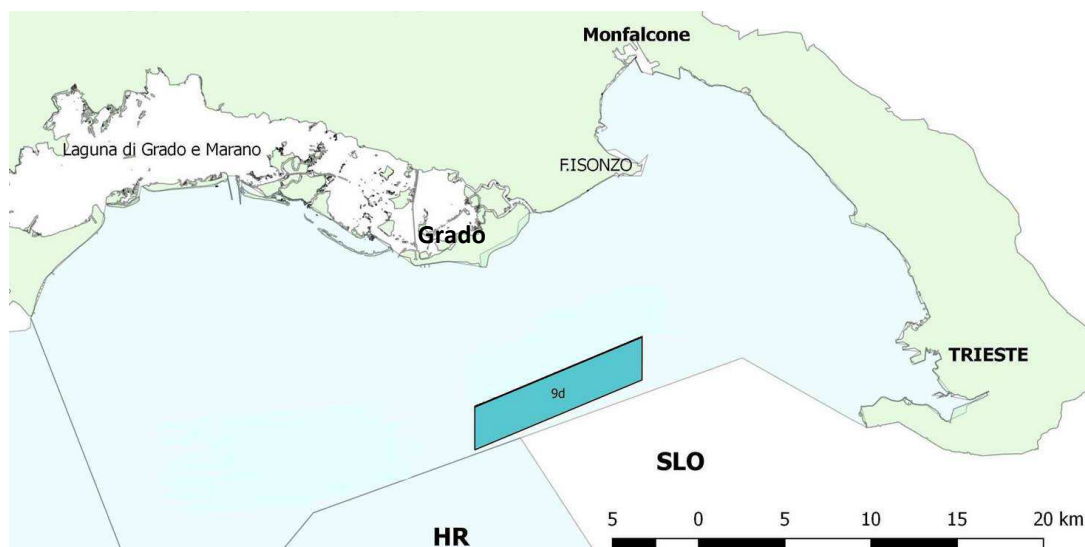 Monfalcone
Laguna di Grado e Marano
F.ISONZO
Grado
TRIESTE
9d
SLO
HR
5 0 5 10 15 20 km